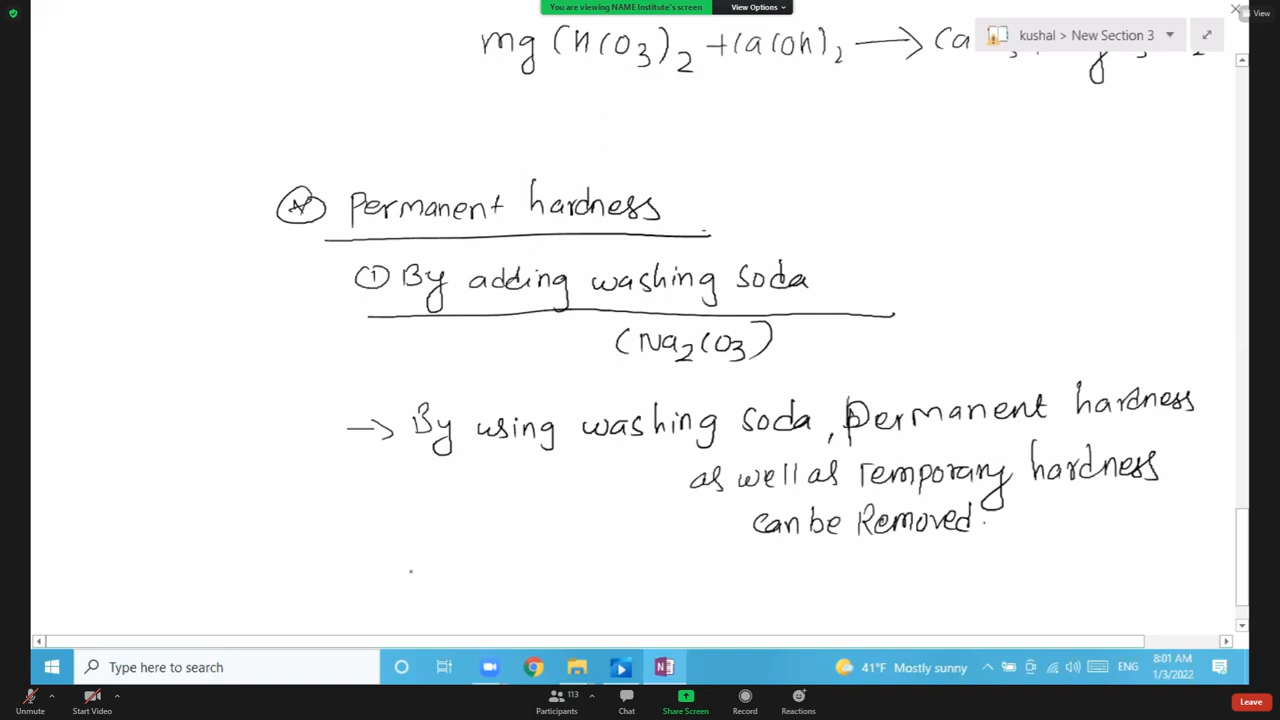 You are viewing NAME Institute's screen View Options
View
kushal > New Section 3
mg (HCO3)2 + Ca(OH)2 →
Permanent hardness
① By adding washing soda
(Na2CO3)
→ By using washing soda, Permanent hardness
as well as Temporary hardness
can be Removed.
Type here to search
41°F Mostly sunny
ENG
8:01 AM
1/3/2022
Unmute
Start Video
Participants
113
Chat
Share Screen
Record
Reactions
Leave